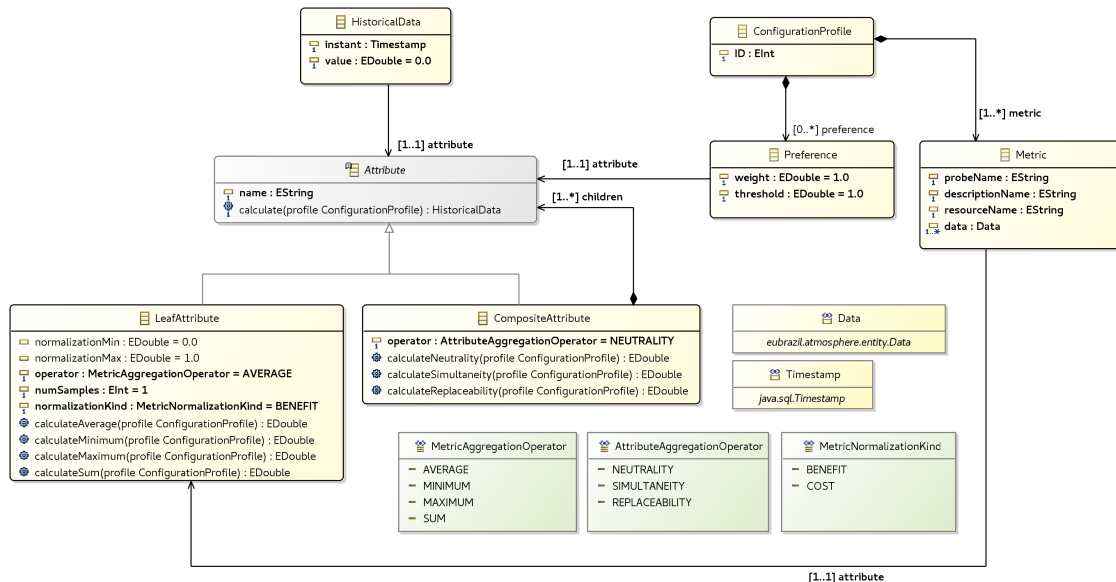 HistoricalData
instant : Timestamp
value : EDouble = 0.0
ConfigurationProfile
ID : EInt
[1..*] metric
[0..*] preference
[1..1] attribute
Attribute
name : EString
calculate(profile ConfigurationProfile) : HistoricalData
[1..1] attribute
[1..*] children
Preference
weight : EDouble = 1.0
threshold : EDouble = 1.0
Metric
probeName : EString
descriptionName : EString
resourceName : EString
1..* data : Data
LeafAttribute
normalizationMin : EDouble = 0.0
normalizationMax : EDouble = 1.0
operator : MetricAggregationOperator = AVERAGE
numSamples : EInt = 1
normalizationKind : MetricNormalizationKind = BENEFIT
calculateAverage(profile ConfigurationProfile) : EDouble
calculateMinimum(profile ConfigurationProfile) : EDouble
calculateMaximum(profile ConfigurationProfile) : EDouble
calculateSum(profile ConfigurationProfile) : EDouble
CompositeAttribute
operator : AttributeAggregationOperator = NEUTRALITY
calculateNeutrality(profile ConfigurationProfile) : EDouble
calculateSimultaneity(profile ConfigurationProfile) : EDouble
calculateReplaceability(profile ConfigurationProfile) : EDouble
Data
eubrazil.atmosphere.entity.Data
Timestamp
java.sql.Timestamp
MetricAggregationOperator
AVERAGE
MINIMUM
MAXIMUM
SUM
AttributeAggregationOperator
NEUTRALITY
SIMULTANEITY
REPLACEABILITY
MetricNormalizationKind
BENEFIT
COST
[1..1] attribute